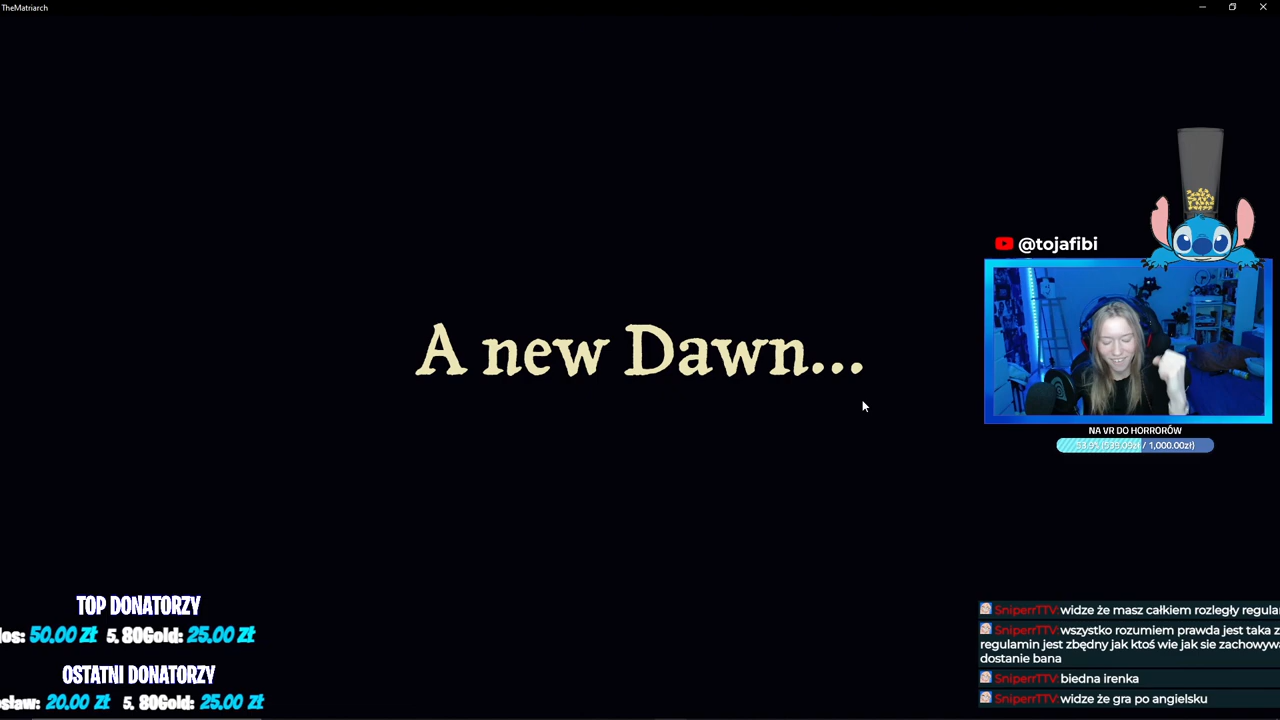 TheMatriarch
@tojafibi
A new Dawn...
NA VR DO HORRORÓW
/ 1,000.00zł)
TOP DONATORZY
50.00 Zł 5. 80Gold: 25.00 Zł
OSTATNI DONATORZY
20.00 Zł 5. 80Gold: 25.00 Zł
SniperrTTV: widze że masz całkiem rozległy regula
SniperrTTV: wszystko rozumiem prawda jest taka z
regulamin jest zbędny jak ktoś wie jak sie zachowywa
dostanie bana
SniperrTTV: biedna irenka
SniperrTTV: widze że gra po angielsku